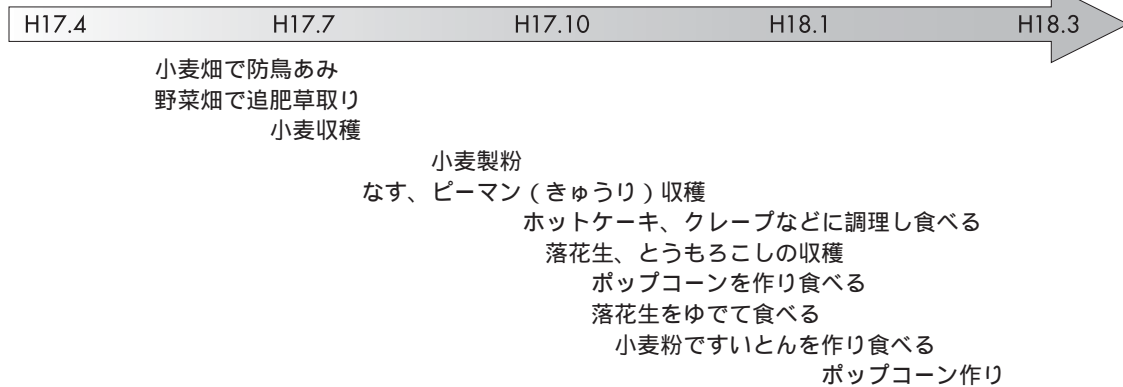 H17.4 H17.7 H17.10 H18.1 H18.3
小麦畑で防鳥あみ
野菜畑で追肥草取り
小麦収穫
小麦製粉
なす、ピーマン（きゅうり）収穫
ホットケーキ、クレープなどに調理し食べる
落花生、とうもろこしの収穫
ポップコーンを作り食べる
落花生をゆでて食べる
小麦粉ですいとんを作り食べる
ポップコーン作り